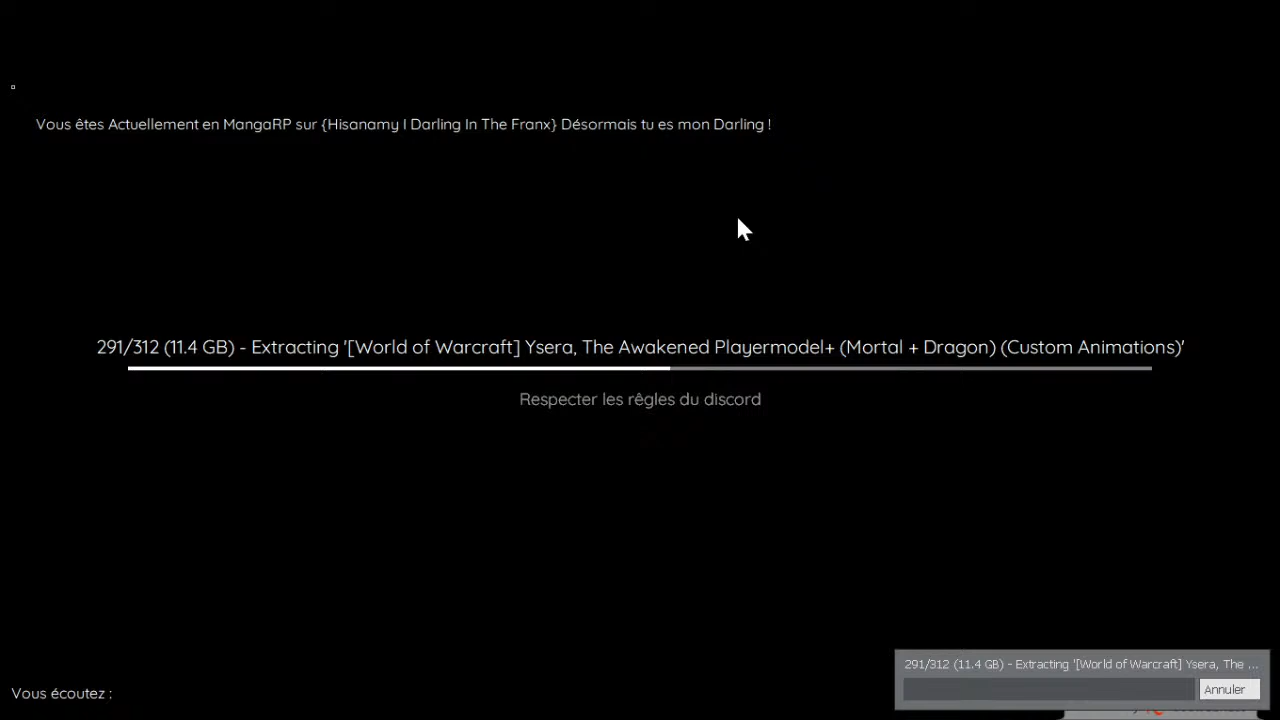 Vous êtes Actuellement en MangaRP sur {Hisanamy I Darling In The Franx} Désormais tu es mon Darling !
291/312 (11.4 GB) - Extracting '[World of Warcraft] Ysera, The Awakened Playermodel+ (Mortal + Dragon) (Custom Animations)'
Respecter les rêgles du discord
Vous écoutez :
291/312 (11.4 GB) - Extracting '[World of Warcraft] Ysera, The ...
Annuler